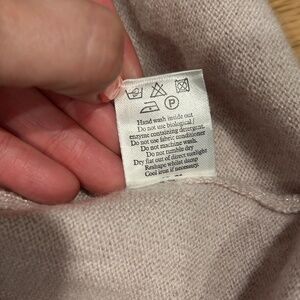 P
Hand wash inside out
Do not use biological /
enzyme containing detergent.
Do not use fabric conditioner
Do not machine wash.
Do not tumble dry
Dry flat out of direct sunlight
Reshape whilst damp
Cool iron if necessary.